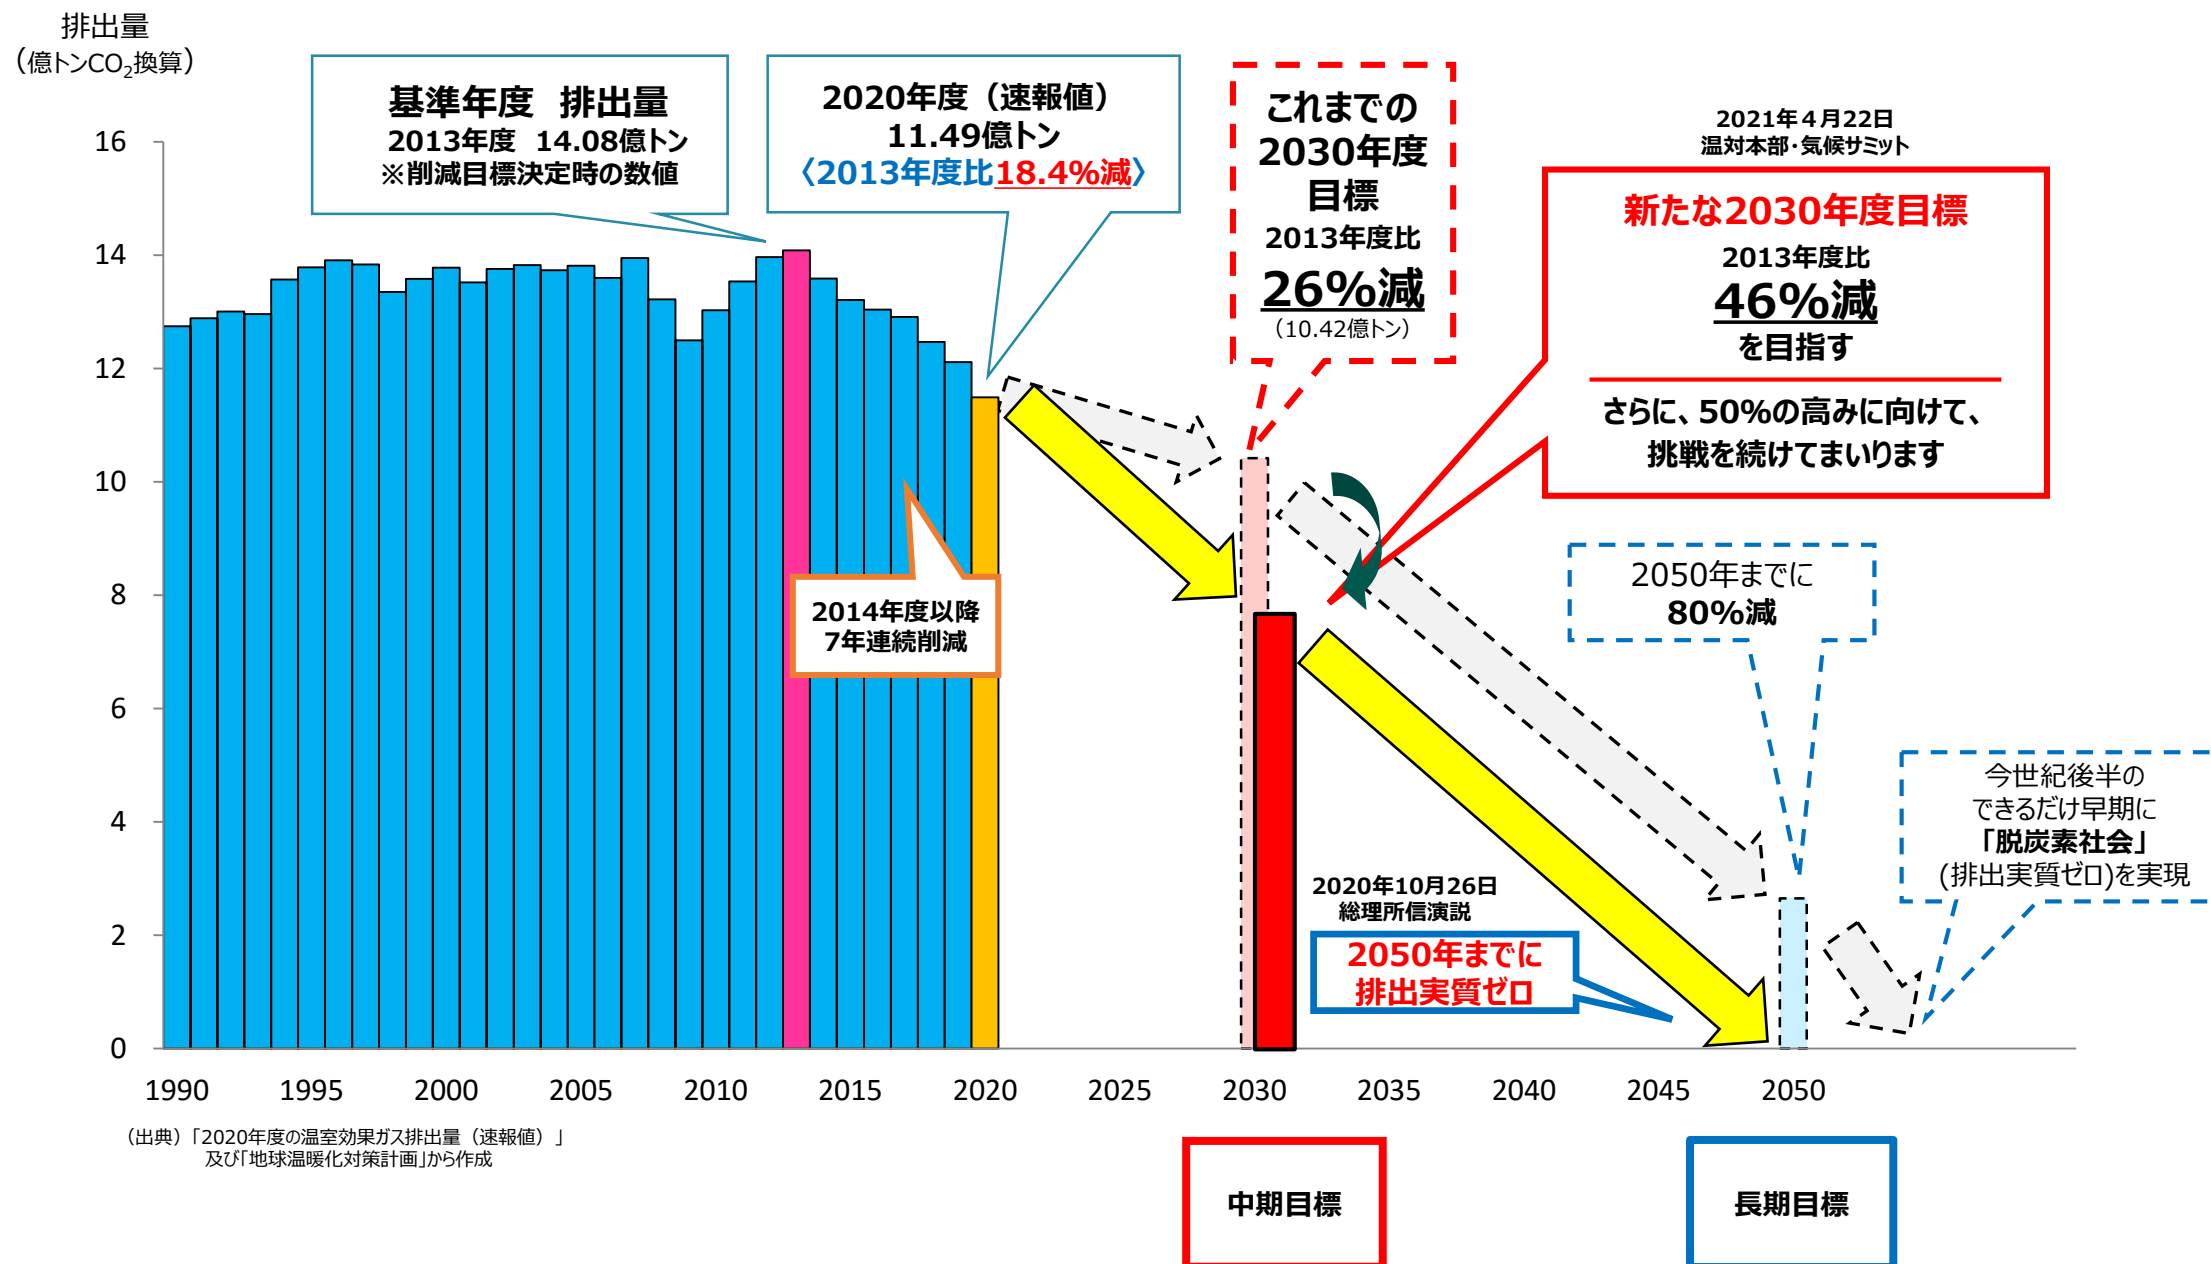 排出量
（億トンCO₂換算）
基準年度　排出量
2013年度　14.08億トン
※削減目標決定時の数値
2020年度（速報値）
11.49億トン
〈2013年度比18.4%減〉
これまでの
2030年度
目標
2013年度比
26%減
（10.42億トン）
2021年４月22日
温対本部・気候サミット
新たな2030年度目標
2013年度比
46%減
を目指す
さらに、50%の高みに向けて、
挑戦を続けてまいります
16
14
12
10
8
6
4
2
0
2014年度以降
7年連続削減
2050年までに
80%減
今世紀後半の
できるだけ早期に
「脱炭素社会」
(排出実質ゼロ)を実現
2020年10月26日
総理所信演説
2050年までに
排出実質ゼロ
1990 1995 2000 2005 2010 2015 2020 2025 2030 2035 2040 2045 2050
（出典）「2020年度の温室効果ガス排出量（速報値）」
及び「地球温暖化対策計画」から作成
中期目標
長期目標